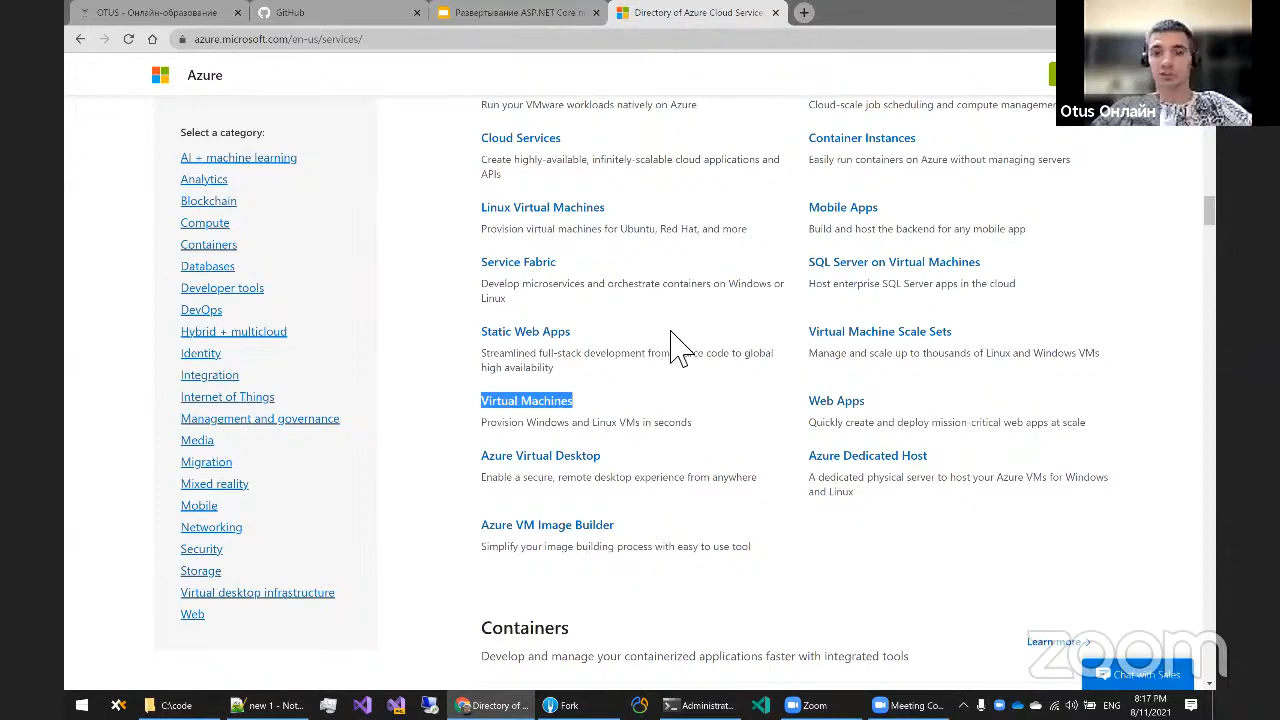 OTUS - Онлайн-образование
GitHub
Развертывание ASP.NET Core п
Directory of Azure Cloud Service
azure.microsoft.com/en-us/services/
Azure
Otus Онлайн
Select a category:
AI + machine learning
Analytics
Blockchain
Compute
Containers
Databases
Developer tools
DevOps
Hybrid + multicloud
Identity
Integration
Internet of Things
Management and governance
Media
Migration
Mixed reality
Mobile
Networking
Security
Storage
Virtual desktop infrastructure
Web
Run your VMware workloads natively on Azure
Cloud-scale job scheduling and compute management
Cloud Services
Create highly-available, infinitely-scalable cloud applications and
APIs
Container Instances
Easily run containers on Azure without managing servers
Linux Virtual Machines
Provision virtual machines for Ubuntu, Red Hat, and more
Mobile Apps
Build and host the backend for any mobile app
Service Fabric
Develop microservices and orchestrate containers on Windows or
Linux
SQL Server on Virtual Machines
Host enterprise SQL Server apps in the cloud
Static Web Apps
Streamlined full-stack development from code to global
high availability
Virtual Machine Scale Sets
Manage and scale up to thousands of Linux and Windows VMs
Virtual Machines
Provision Windows and Linux VMs in seconds
Web Apps
Quickly create and deploy mission-critical web apps at scale
Azure Virtual Desktop
Enable a secure, remote desktop experience from anywhere
Azure Dedicated Host
A dedicated physical server to host your Azure VMs for Windows
and Linux
Azure VM Image Builder
Simplify your image building process with easy to use tool
Containers
Learn more
Develop and manage your containerized applications faster with integrated tools
zoom
Chat with Sales
C:\code
new 1 - Not...
Directory of ...
Fork
Administrat...
Zoom
Meeting Co...
ENG
8:17 PM
6/11/2021